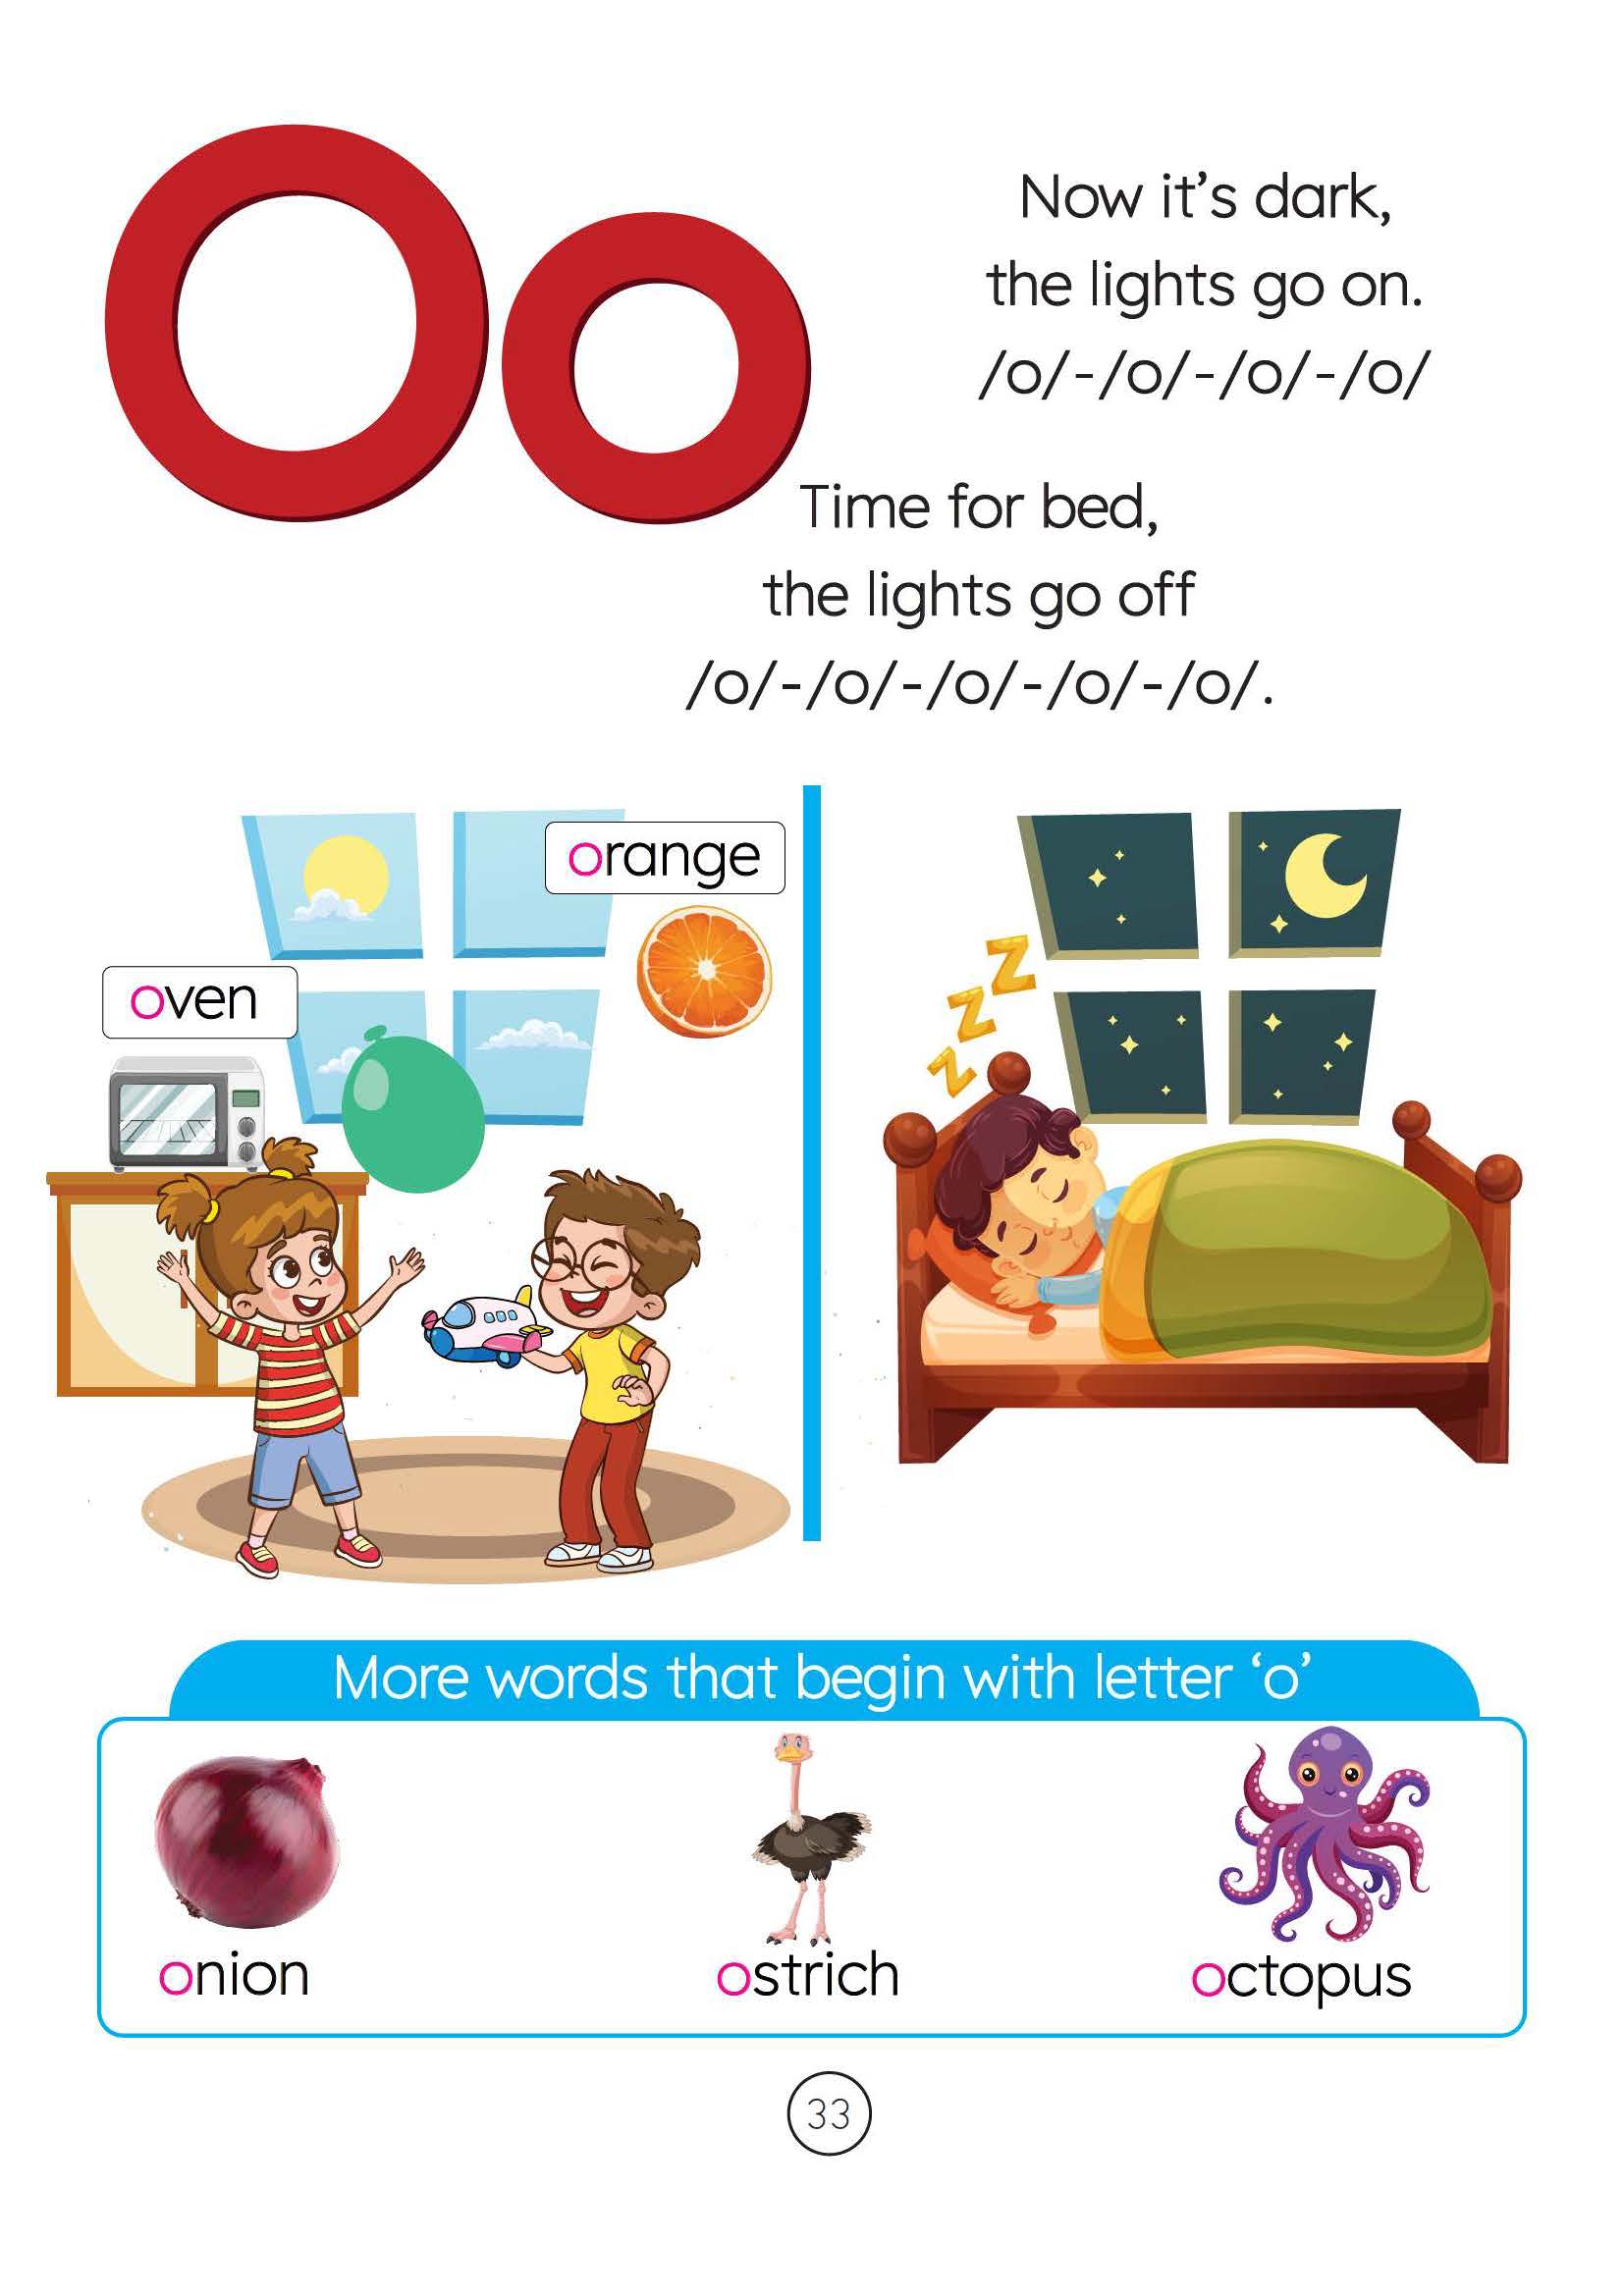 Oo
Now it's dark,
the lights go on.
/o/-/o/-/o/-/o/
Time for bed,
the lights go off
/o/-/o/-/o/-/o/-/o/.
orange
oven
z z z
More words that begin with letter ‘o’
onion
ostrich
octopus
33